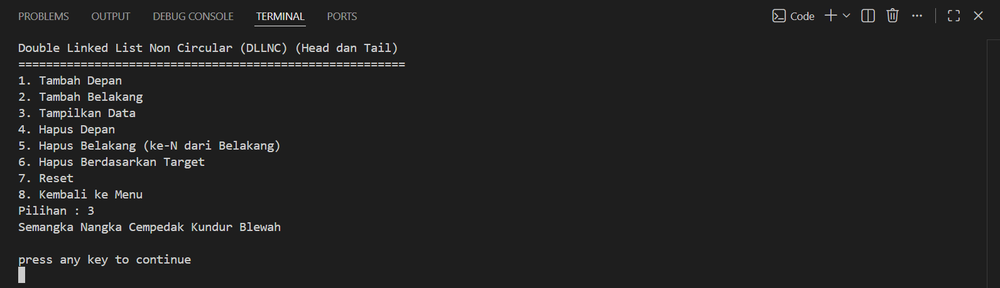 PROBLEMS OUTPUT DEBUG CONSOLE TERMINAL PORTS Code
Double Linked List Non Circular (DLLNC) (Head dan Tail)
========================================================
1. Tambah Depan
2. Tambah Belakang
3. Tampilkan Data
4. Hapus Depan
5. Hapus Belakang (ke-N dari Belakang)
6. Hapus Berdasarkan Target
7. Reset
8. Kembali ke Menu
Pilihan : 3
Semangka Nangka Cempedak Kundur Blewah
press any key to continue